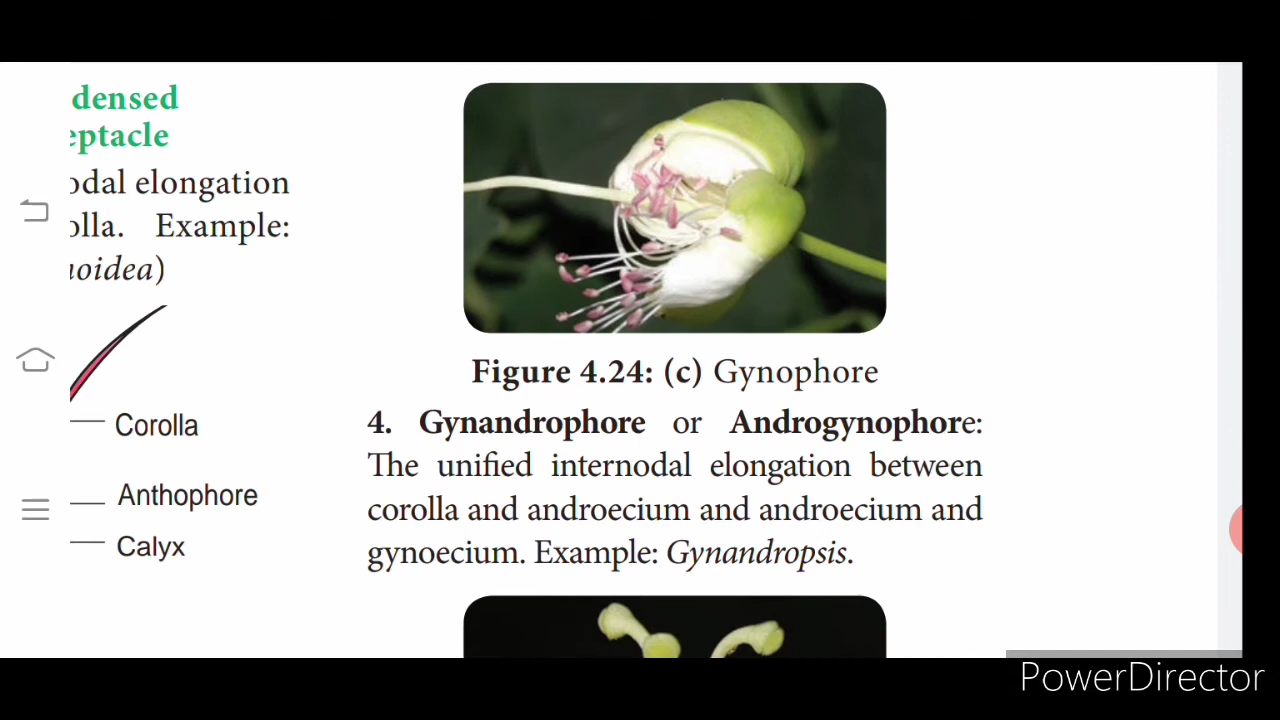 densed
eptacle
odal elongation
olla. Example:
oidea)
Corolla
Anthophore
Calyx
Figure 4.24: (c) Gynophore
4. Gynandrophore or Androgynophore:
The unified internodal elongation between
corolla and androecium and androecium and
gynoecium. Example: Gynandropsis.
PowerDirector